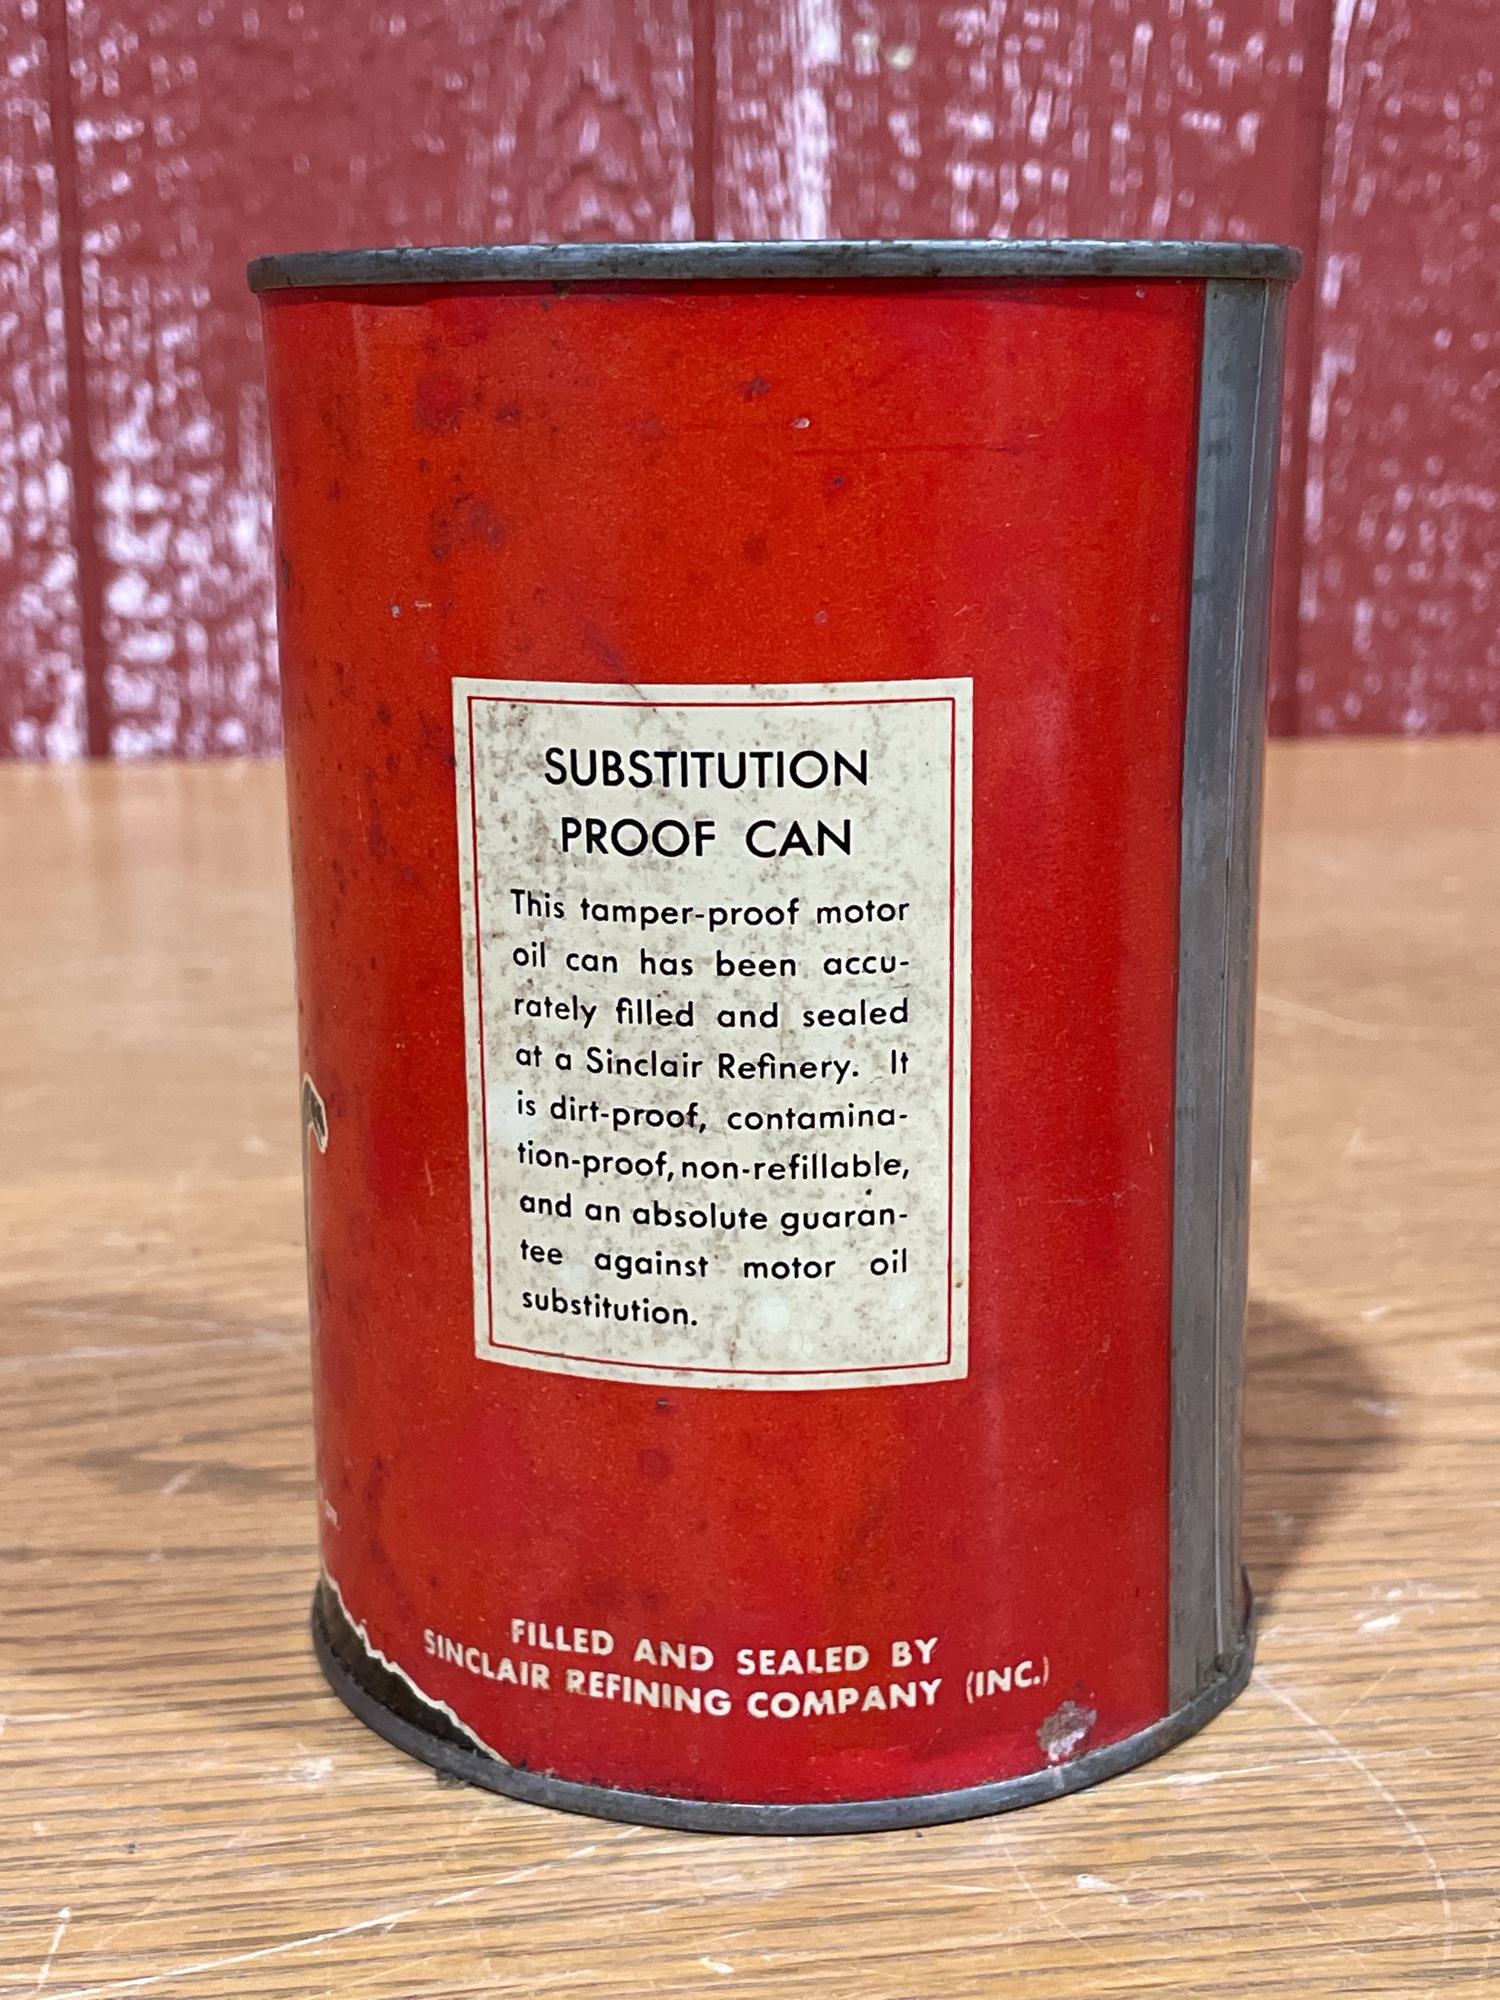 SUBSTITUTION
PROOF CAN
This tamper-proof motor
oil can has been accu-
rately filled and sealed
at a Sinclair Refinery. It
is dirt-proof, contamina-
tion-proof, non-refillable,
and an absolute guaran-
tee against motor oil
substitution.
FILLED AND SEALED BY
SINCLAIR REFINING COMPANY (INC.)